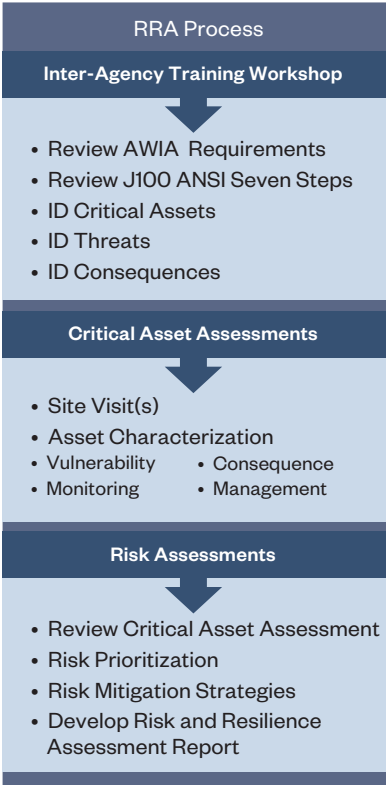 RRA Process
Inter-Agency Training Workshop
• Review AWIA Requirements
• Review J100 ANSI Seven Steps
• ID Critical Assets
• ID Threats
• ID Consequences
Critical Asset Assessments
• Site Visit(s)
• Asset Characterization
• Vulnerability • Consequence
• Monitoring • Management
Risk Assessments
• Review Critical Asset Assessment
• Risk Prioritization
• Risk Mitigation Strategies
• Develop Risk and Resilience
Assessment Report